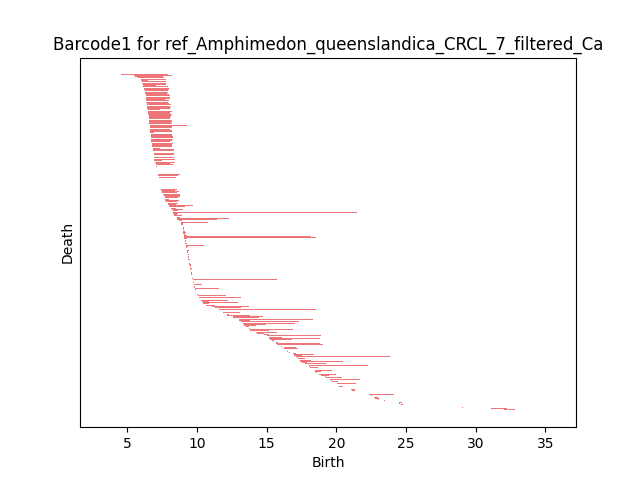 Barcode1 for ref_Amphimedon_queenslandica_CRCL_7_filtered_Ca
Death
5 10 15 20 25 30 35
Birth